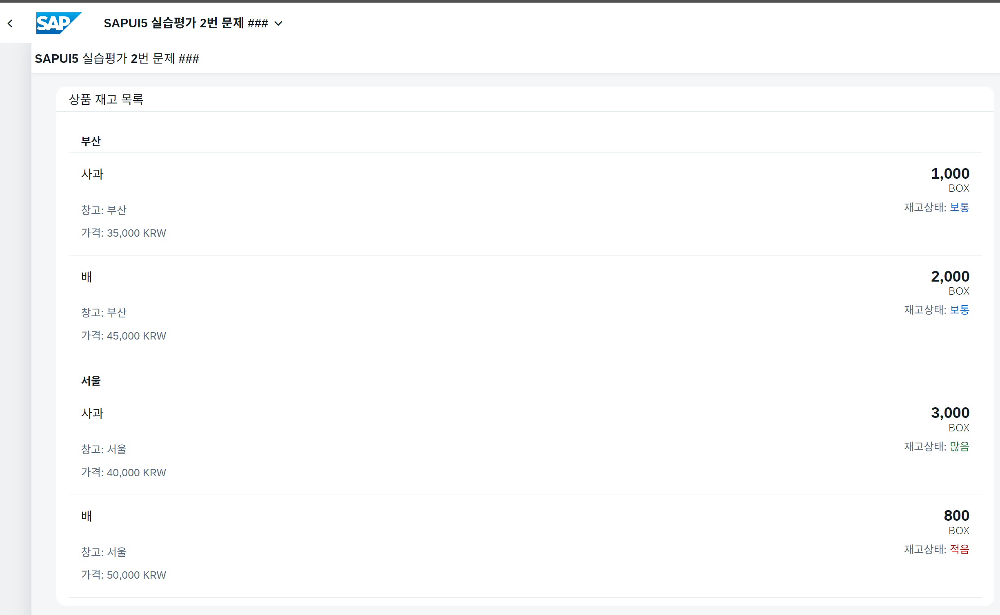 SAP SAPUI5 실습평가 2번 문제 ###
SAPUI5 실습평가 2번 문제 ###
상품 재고 목록
부산
사과 1,000
BOX
창고: 부산 재고상태: 보통
가격: 35,000 KRW
배 2,000
BOX
창고: 부산 재고상태: 보통
가격: 45,000 KRW
서울
사과 3,000
BOX
창고: 서울 재고상태: 많음
가격: 40,000 KRW
배 800
BOX
창고: 서울 재고상태: 적음
가격: 50,000 KRW